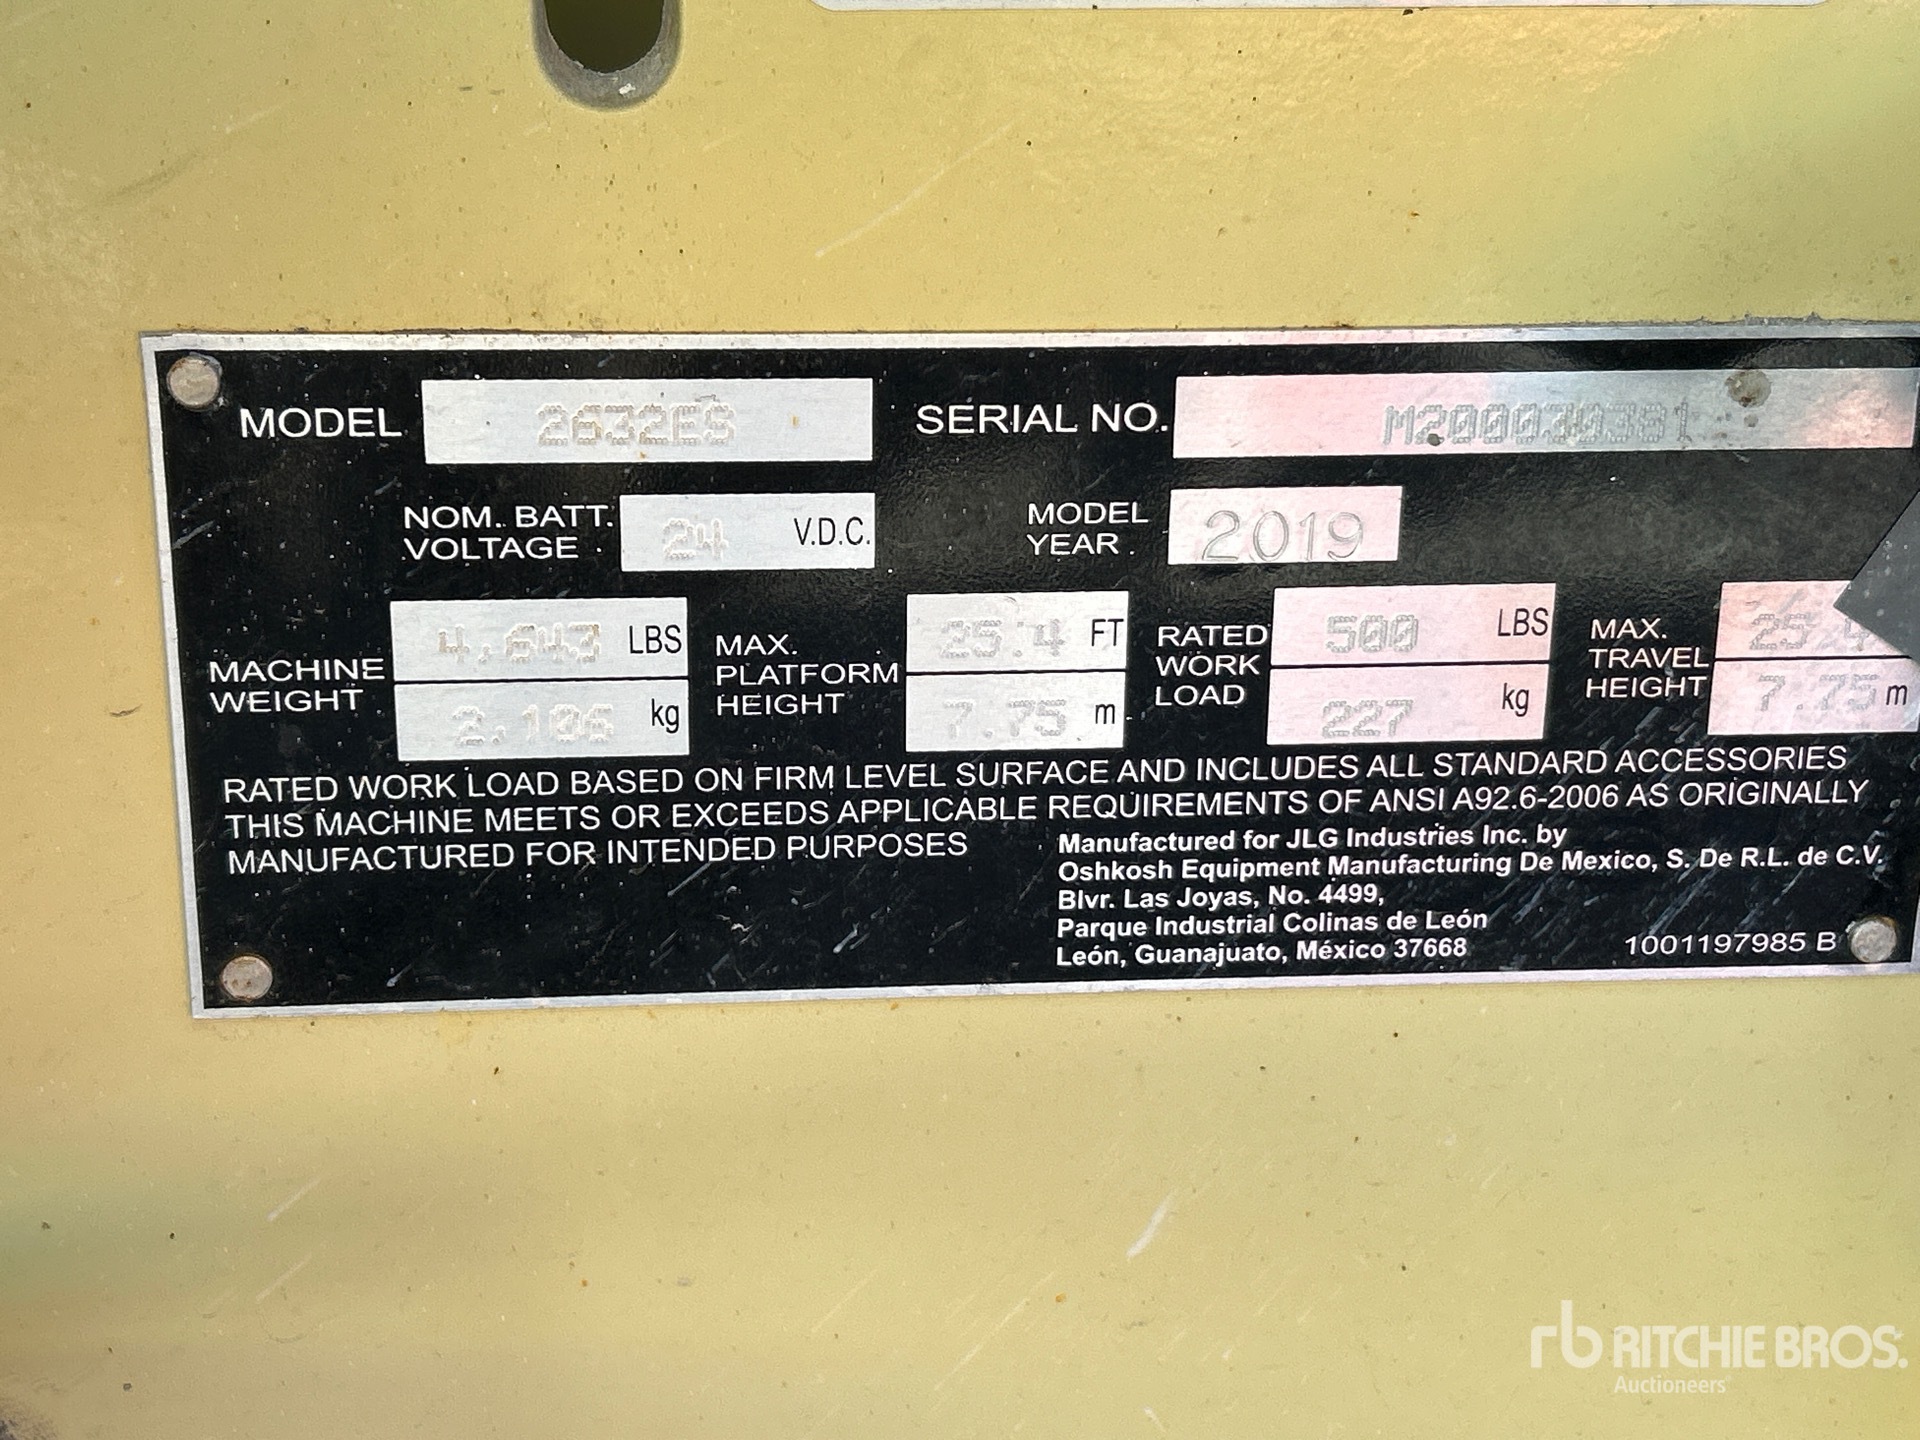 MODEL 2632ES SERIAL NO. M200030381
NOM. BATT. VOLTAGE 24 V.D.C. MODEL YEAR 2019
MACHINE WEIGHT 4,643 LBS 2,106 kg MAX. PLATFORM HEIGHT 25.4 FT 7.75 m RATED WORK LOAD 500 LBS 227 kg MAX. TRAVEL HEIGHT 25.4 7.75 m
RATED WORK LOAD BASED ON FIRM LEVEL SURFACE AND INCLUDES ALL STANDARD ACCESSORIES
THIS MACHINE MEETS OR EXCEEDS APPLICABLE REQUIREMENTS OF ANSI A92.6-2006 AS ORIGINALLY
MANUFACTURED FOR INTENDED PURPOSES
Manufactured for JLG Industries Inc. by
Oshkosh Equipment Manufacturing De Mexico, S. De R.L. de C.V.
Blvr. Las Joyas, No. 4499,
Parque Industrial Colinas de León
León, Guanajuato, México 37668
1001197985 B
rb RITCHIE BROS.
Auctioneers